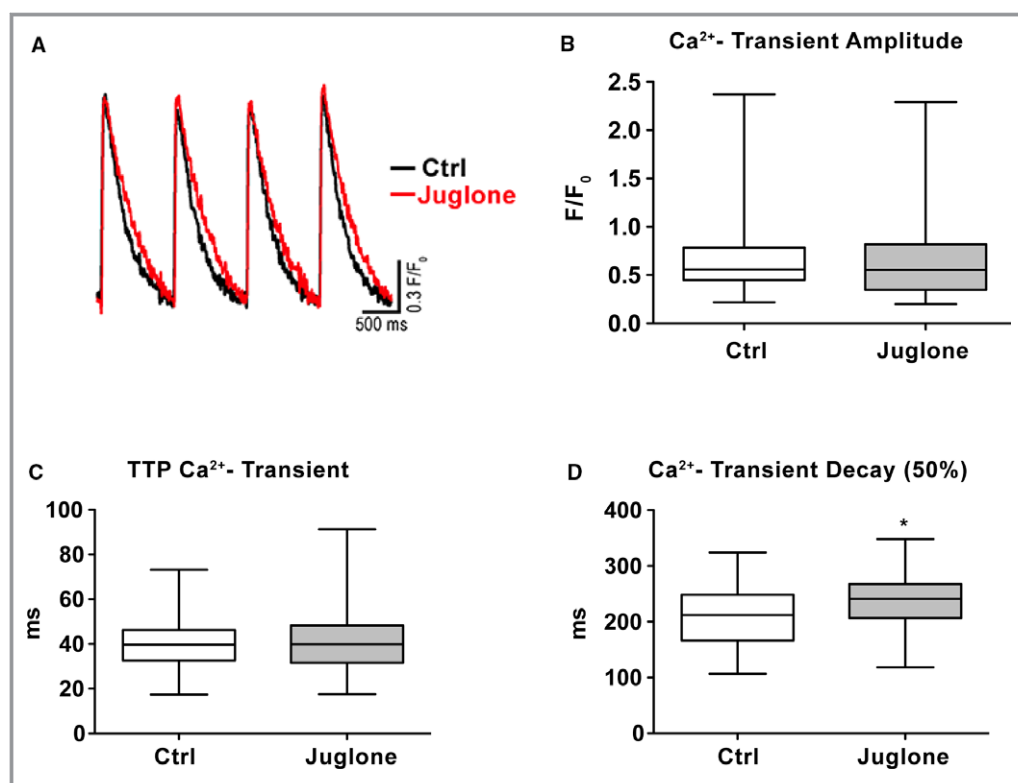 A
Ctrl
Juglone
0.3 F/F₀
500 ms
B
Ca²⁺- Transient Amplitude
F/F₀
2.5
2.0
1.5
1.0
0.5
0.0
Ctrl Juglone
C
TTP Ca²⁺- Transient
ms
100
80
60
40
20
0
Ctrl Juglone
D
Ca²⁺- Transient Decay (50%)
ms
400
300
200
100
0
*
Ctrl Juglone